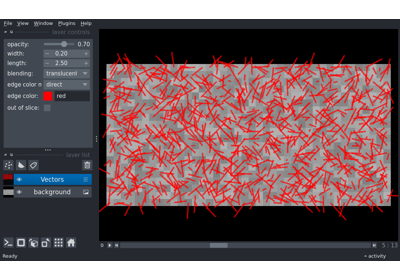 File View Window Plugins Help
layer controls
opacity: 0.70
width: 0.20
length: 2.50
blending: translucent
edge color m direct
edge color: red
out of slice:
layer list
Vectors
background
0 5 13
Ready activity